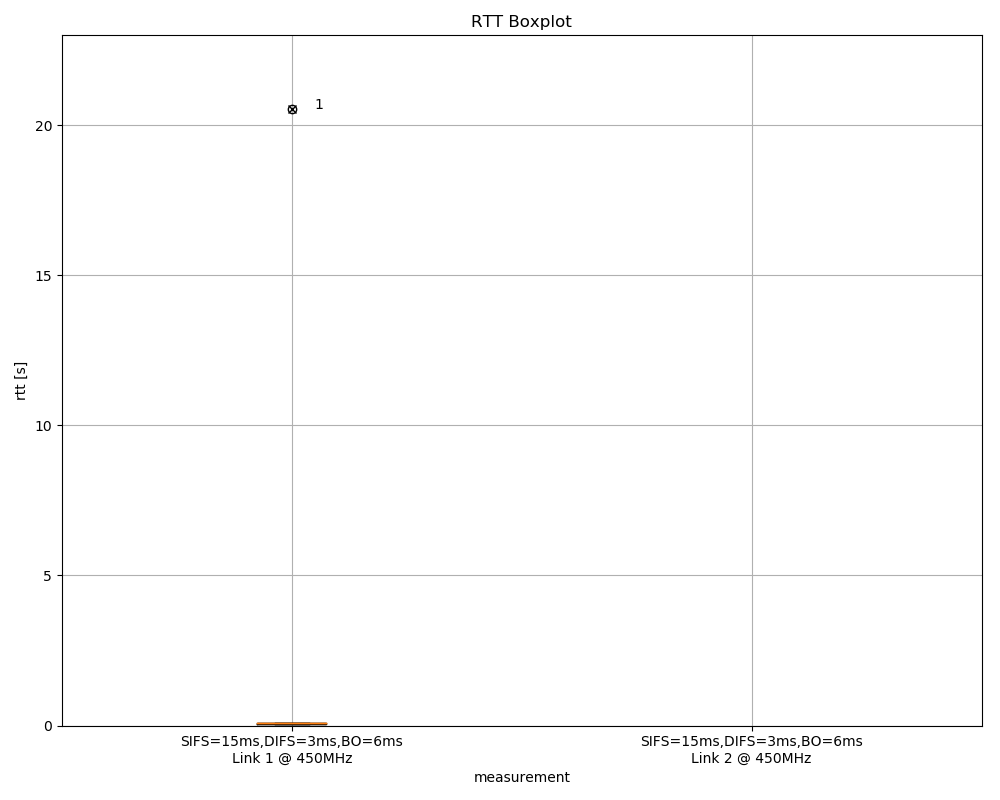 RTT Boxplot
1
20
15
10
5
0
rtt [s]
SIFS=15ms,DIFS=3ms,BO=6ms
Link 1 @ 450MHz
SIFS=15ms,DIFS=3ms,BO=6ms
Link 2 @ 450MHz
measurement